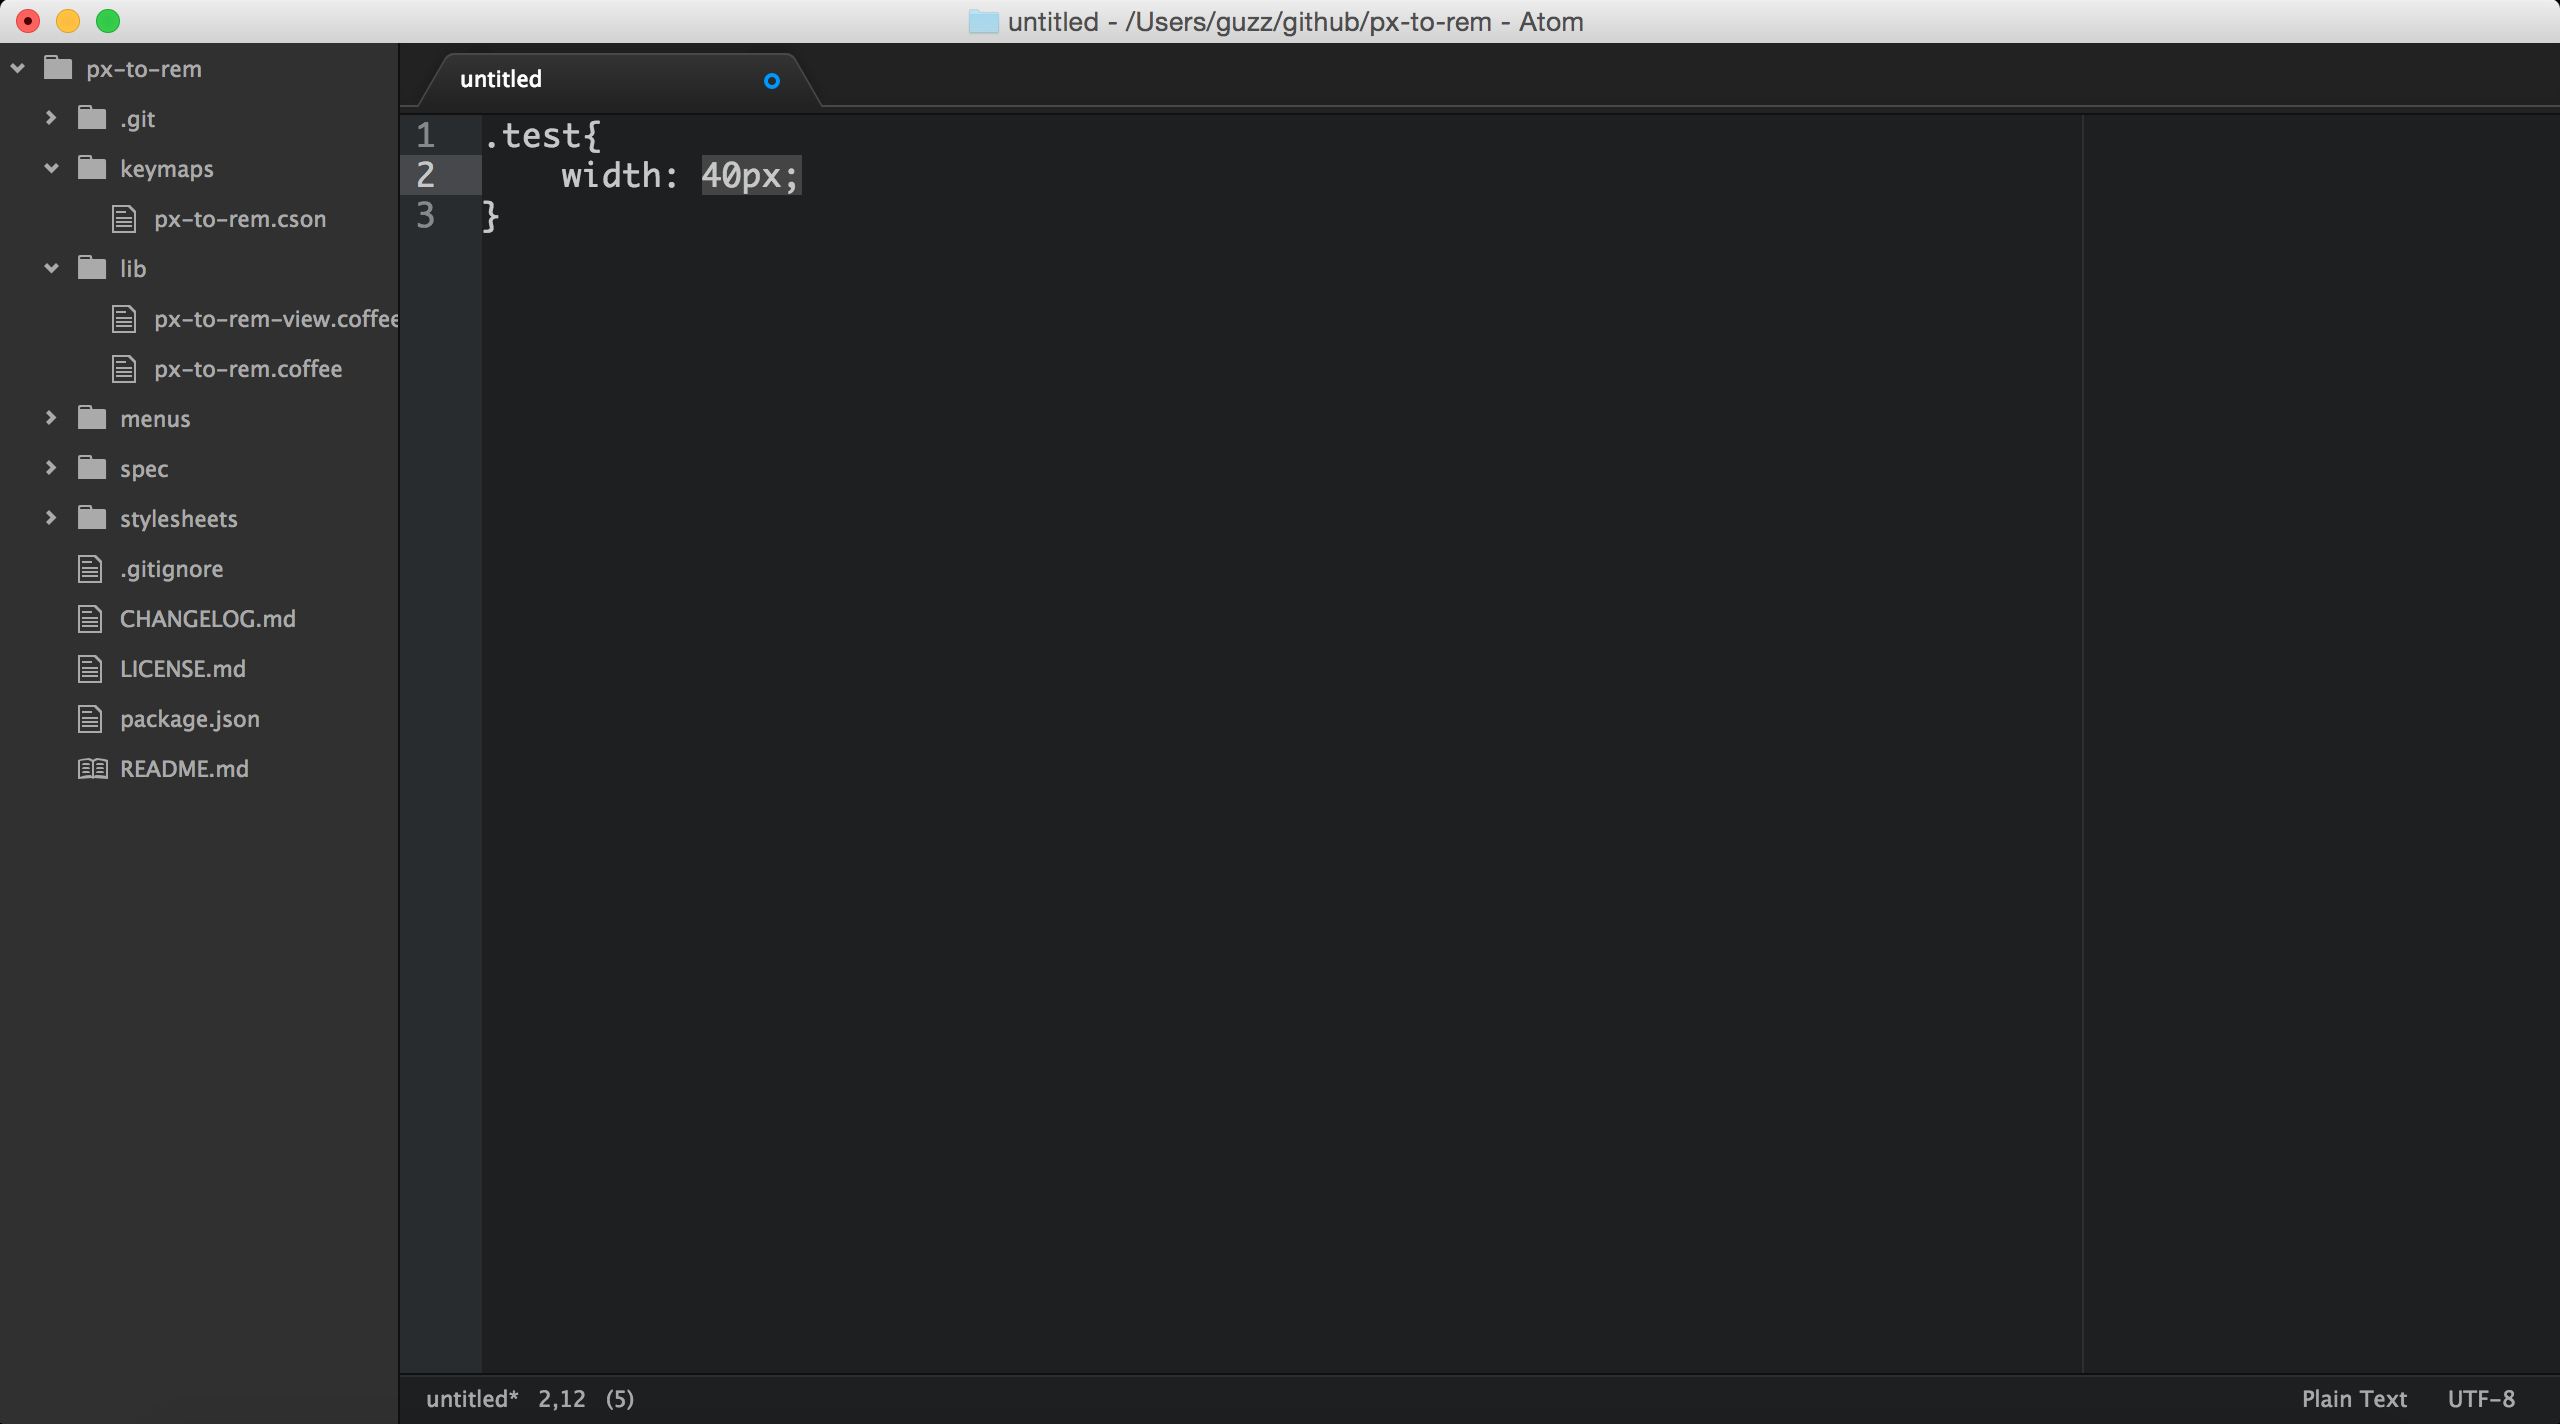 untitled - /Users/guzz/github/px-to-rem - Atom
px-to-rem
.git
keymaps
px-to-rem.cson
lib
px-to-rem-view.coffee
px-to-rem.coffee
menus
spec
stylesheets
.gitignore
CHANGELOG.md
LICENSE.md
package.json
README.md
untitled
1 .test{
2     width: 40px;
3 }
untitled* 2,12 (5)
Plain Text UTF-8